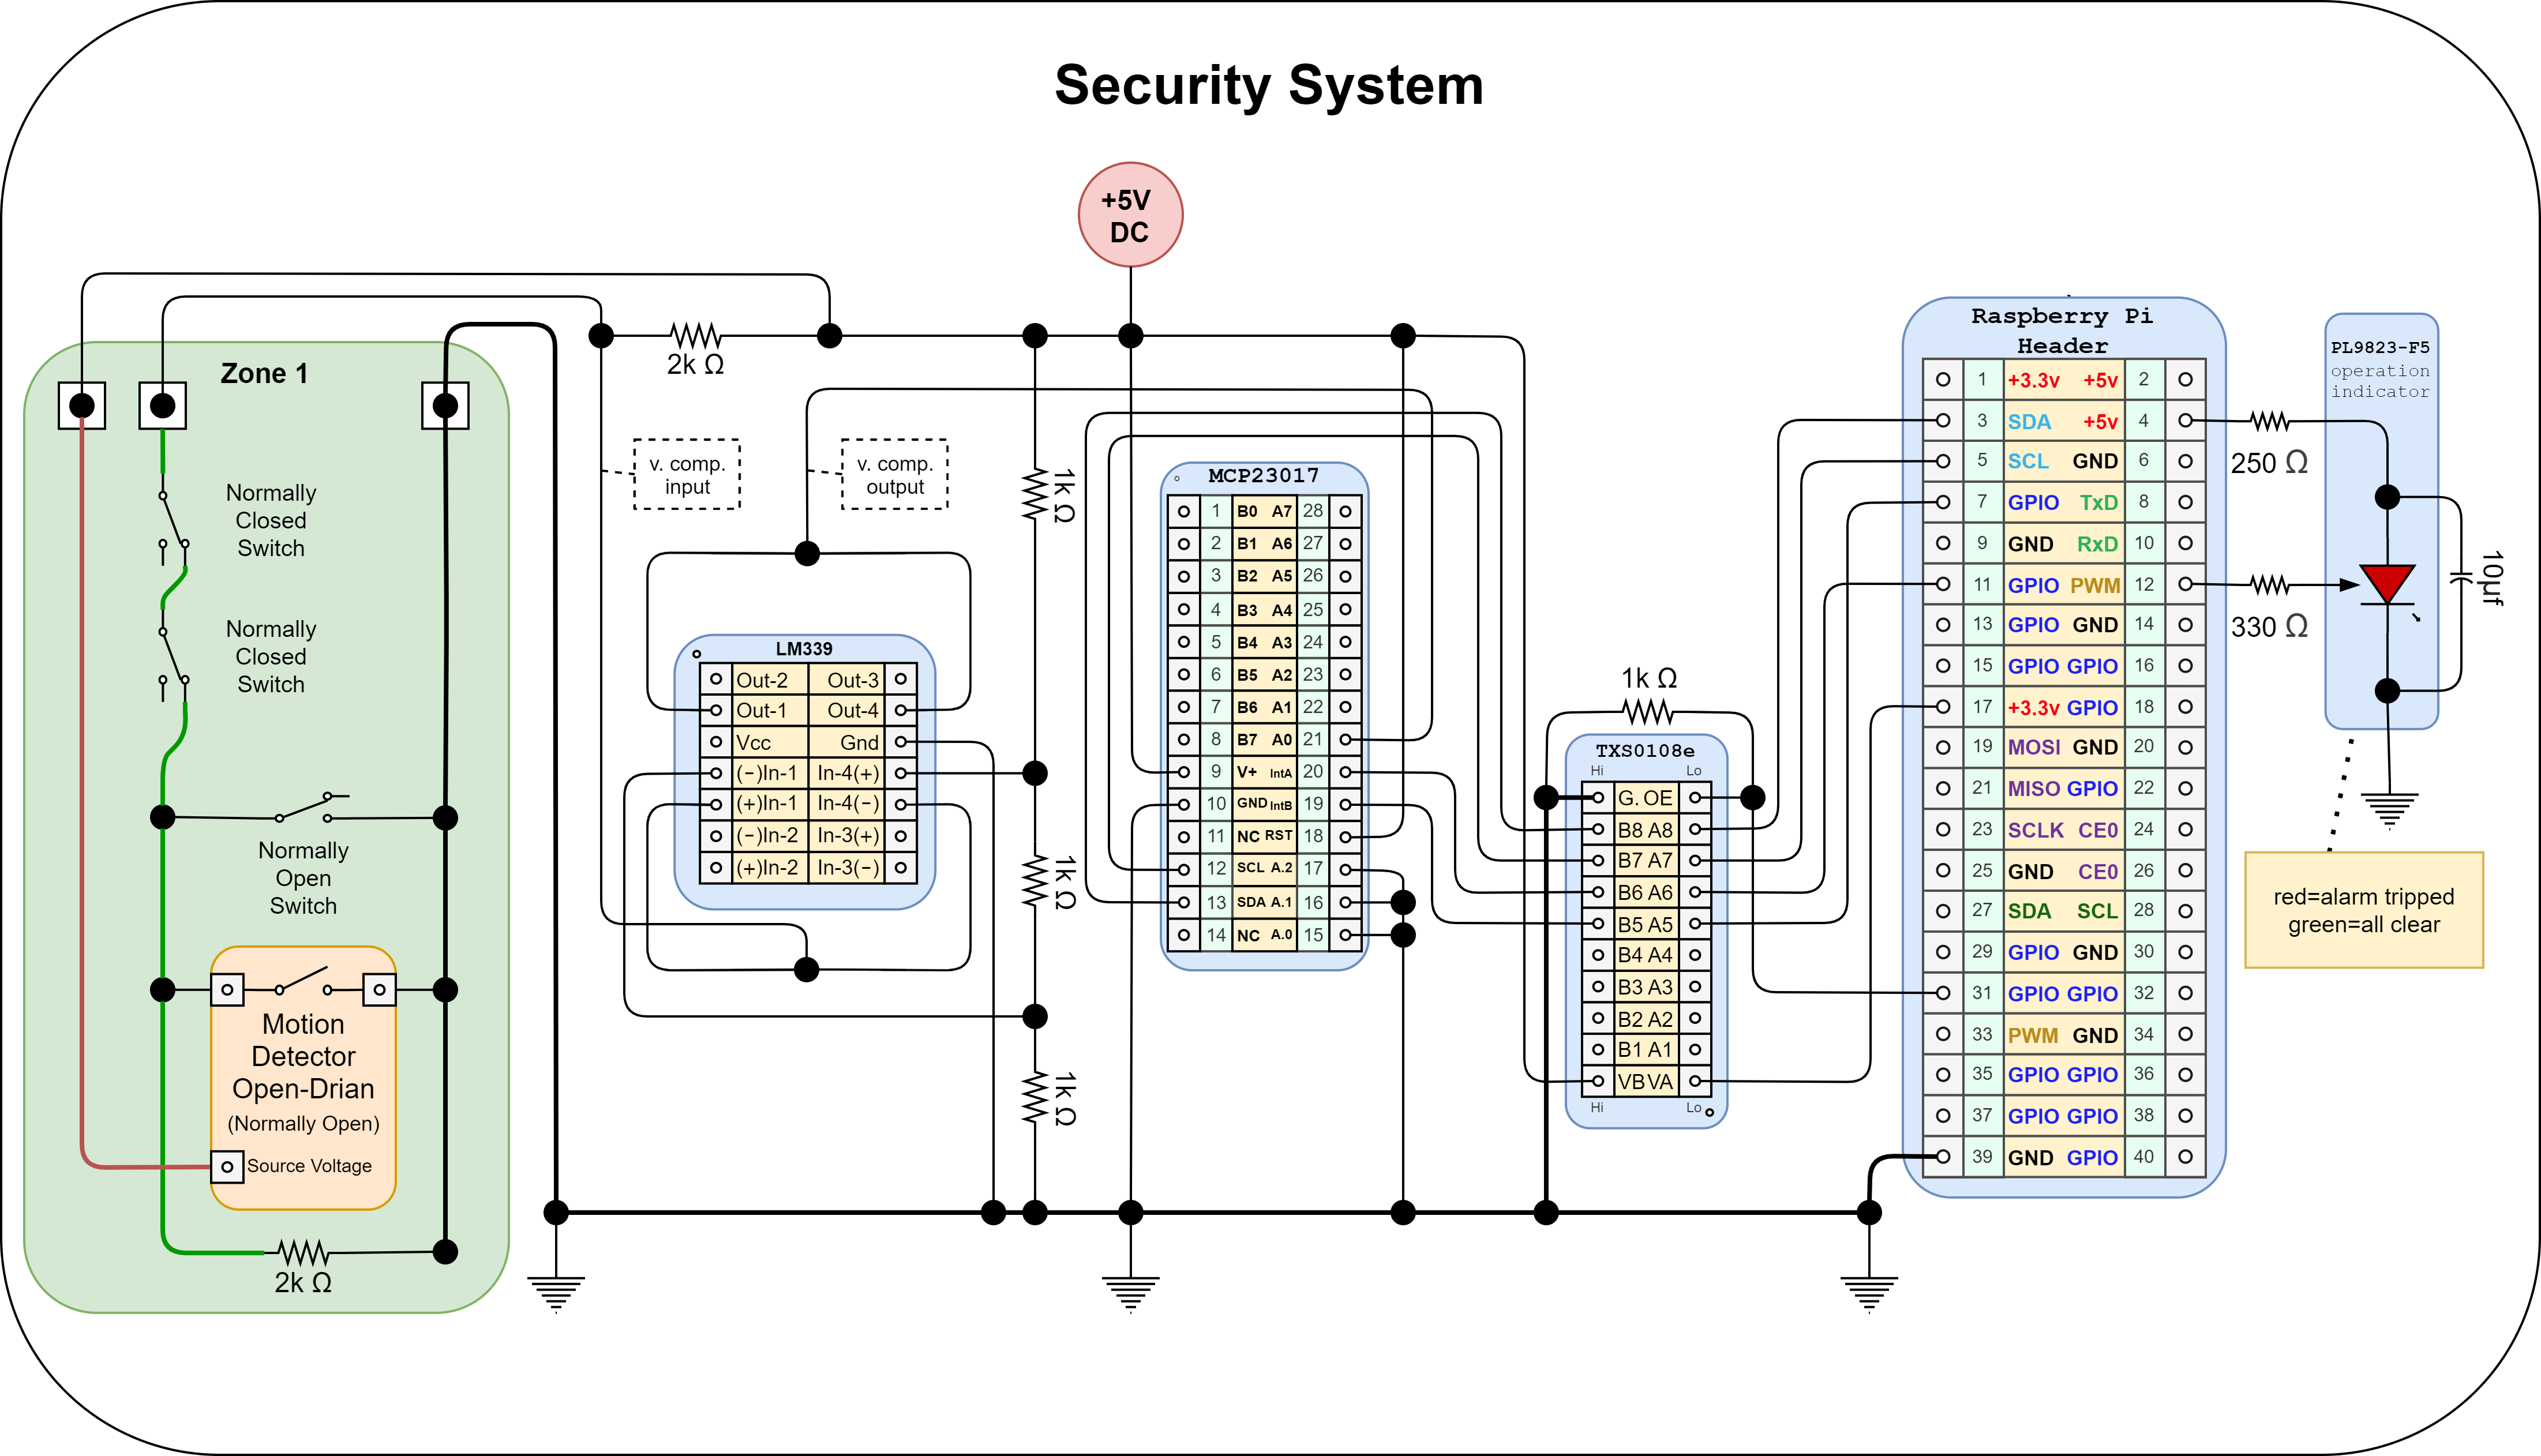 Security System
+5V
DC
Zone 1
Normally
Closed
Switch
Normally
Closed
Switch
Normally
Open
Switch
Motion
Detector
Open-Drian
(Normally Open)
Source Voltage
2k Ω
2k Ω
v. comp.
input
v. comp.
output
1k Ω
1k Ω
1k Ω
LM339
Out-2 Out-3
Out-1 Out-4
Vcc Gnd
(−)In-1 In-4(+)
(+)In-1 In-4(−)
(−)In-2 In-3(+)
(+)In-2 In-3(−)
MCP23017
1 B0 A7 28
2 B1 A6 27
3 B2 A5 26
4 B3 A4 25
5 B4 A3 24
6 B5 A2 23
7 B6 A1 22
8 B7 A0 21
9 V+ IntA 20
10 GND IntB 19
11 NC RST 18
12 SCL A.2 17
13 SDA A.1 16
14 NC A.0 15
1k Ω
TXS0108e
Hi Lo
G. OE
B8 A8
B7 A7
B6 A6
B5 A5
B4 A4
B3 A3
B2 A2
B1 A1
VB VA
Hi Lo
Raspberry Pi
Header
1 +3.3v +5v 2
3 SDA +5v 4
5 SCL GND 6
7 GPIO TxD 8
9 GND RxD 10
11 GPIO PWM 12
13 GPIO GND 14
15 GPIO GPIO 16
17 +3.3v GPIO 18
19 MOSI GND 20
21 MISO GPIO 22
23 SCLK CE0 24
25 GND CE0 26
27 SDA SCL 28
29 GPIO GND 30
31 GPIO GPIO 32
33 PWM GND 34
35 GPIO GPIO 36
37 GPIO GPIO 38
39 GND GPIO 40
250 Ω
330 Ω
PL9823-F5
operation
indicator
10µf
red=alarm tripped
green=all clear